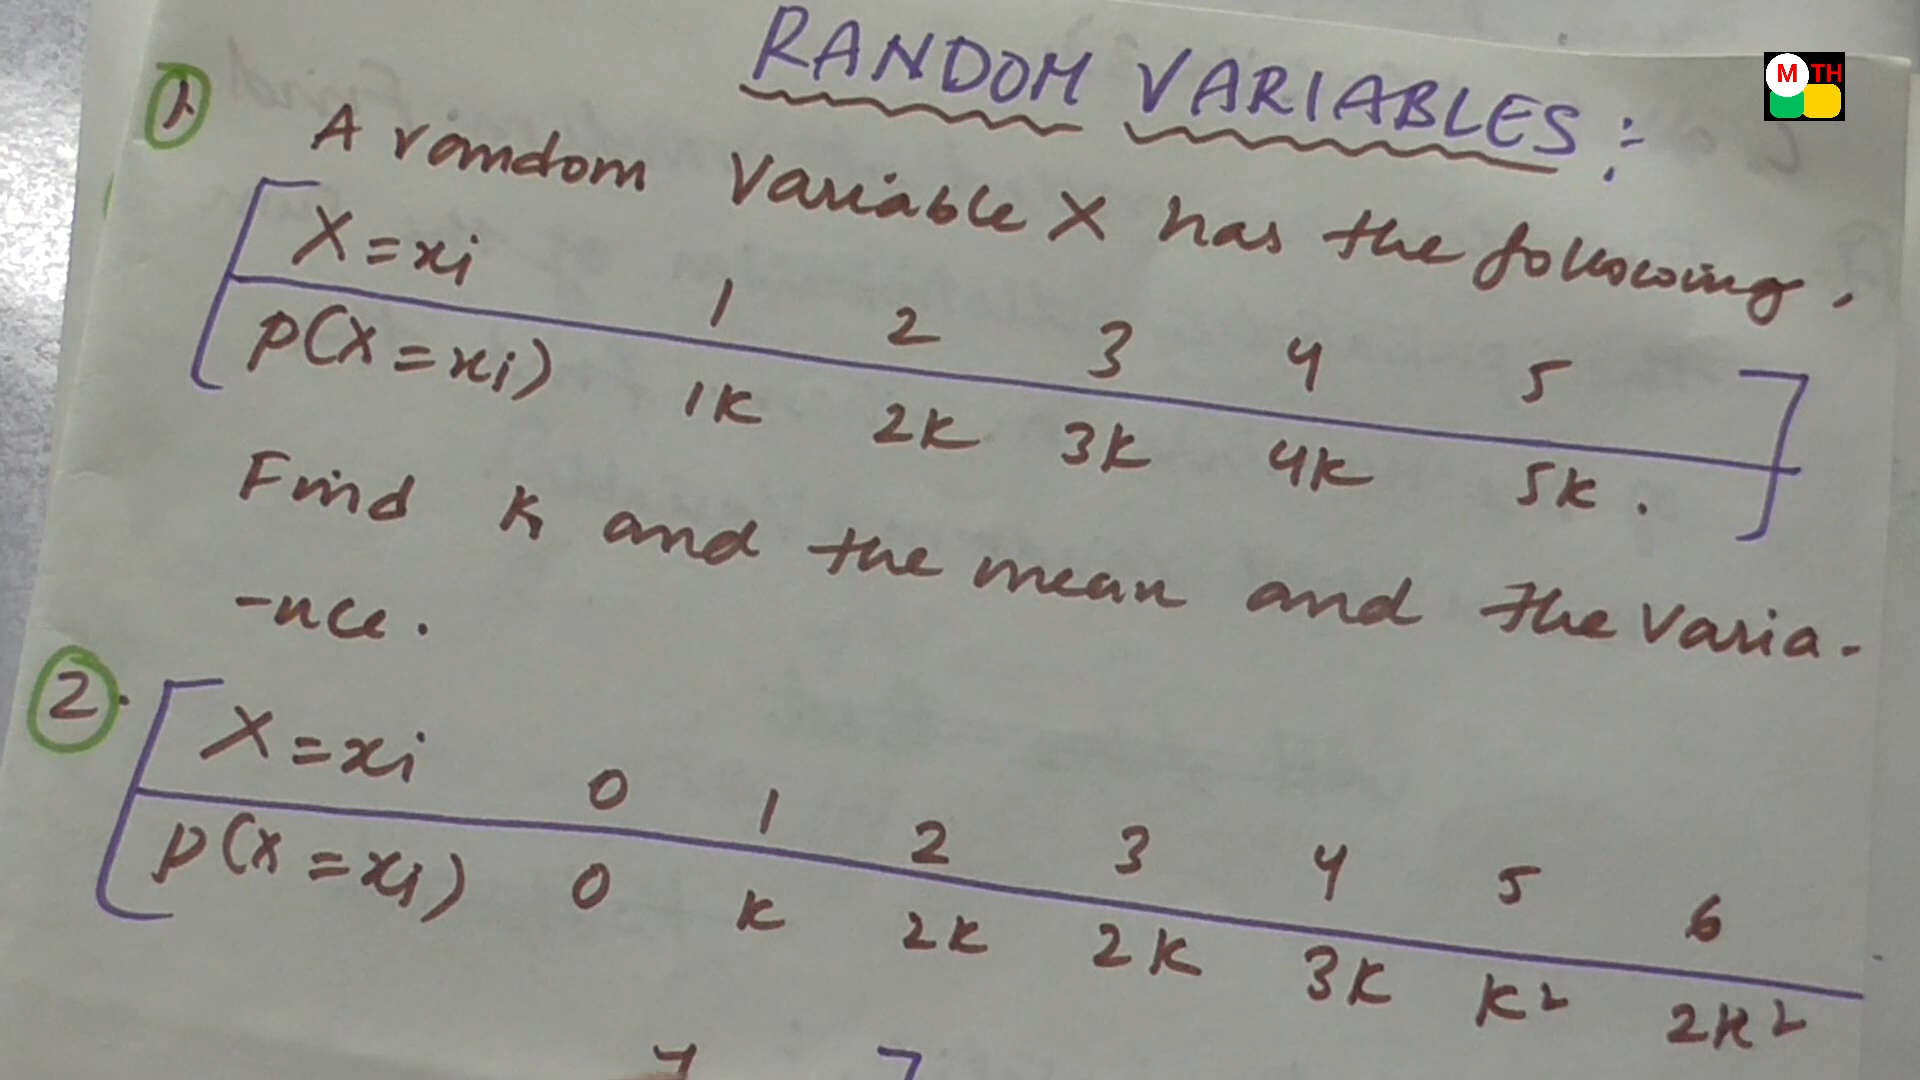 RANDOM VARIABLES:
1. A random Variable X has the following,
X=xi 1 2 3 4 5
p(X=xi) 1K 2K 3K 4K 5K.
Find K and the mean and the Varia-
-nce.
2. X=xi 0 1 2 3 4 5 6
p(X=xi) 0 K 2K 2K 3K K² 2K²
7
M TH